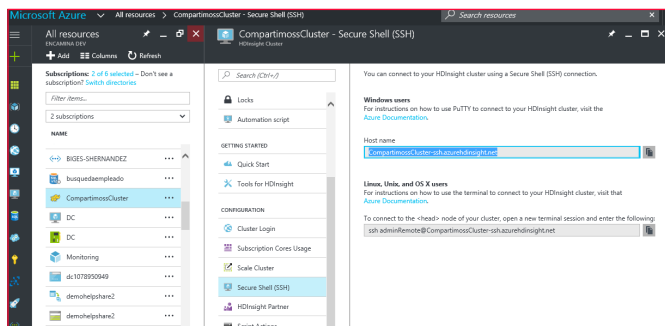 Microsoft Azure
All resources > CompartimossCluster - Secure Shell (SSH)
Search resources
All resources
ENCAMINA DEV
Add
Columns
Refresh
Subscriptions: 2 of 6 selected – Don't see a
subscription? Switch directories
Filter items...
2 subscriptions
NAME
BIGES-SHERNANDEZ
busquedaempleado
CompartimossCluster
DC
DC
Monitoring
dc1078950949
demohelpshare2
demohelpshare2
CompartimossCluster - Secure Shell (SSH)
HDInsight Cluster
Search (Ctrl+/)
Locks
Automation script
GETTING STARTED
Quick Start
Tools for HDInsight
CONFIGURATION
Cluster Login
Subscription Cores Usage
Scale Cluster
Secure Shell (SSH)
HDInsight Partner
Script Actions
You can connect to your HDInsight cluster using a Secure Shell (SSH) connection.
Windows users
For instructions on how to use PuTTY to connect to your HDInsight cluster, visit the
Azure Documentation.
Host name
CompartimossCluster-ssh.azurehdinsight.net
Linux, Unix, and OS X users
For instructions on how to use the terminal to connect to your HDInsight cluster, visit that
Azure Documentation.
To connect to the <head> node of your cluster, open a new terminal session and enter the following:
ssh adminRemote@CompartimossCluster-ssh.azurehdinsight.net